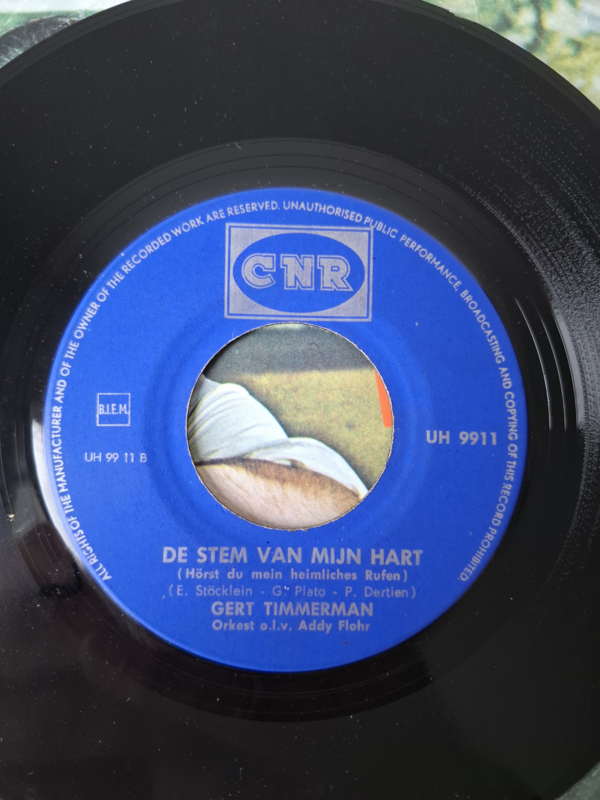 ALL RIGHTS OF THE MANUFACTURER AND OF THE OWNER OF THE RECORDED WORK ARE RESERVED. UNAUTHORISED PUBLIC PERFORMANCE, BROADCASTING AND COPYING OF THIS RECORD PROHIBITED.
CNR
B.I.E.M.
UH 9911
UH 99 11 B
DE STEM VAN MIJN HART
(Hörst du mein heimliches Rufen)
(E. Stöcklein - G. Plato - P. Dertien)
GERT TIMMERMAN
Orkest o.l.v. Addy Flohr